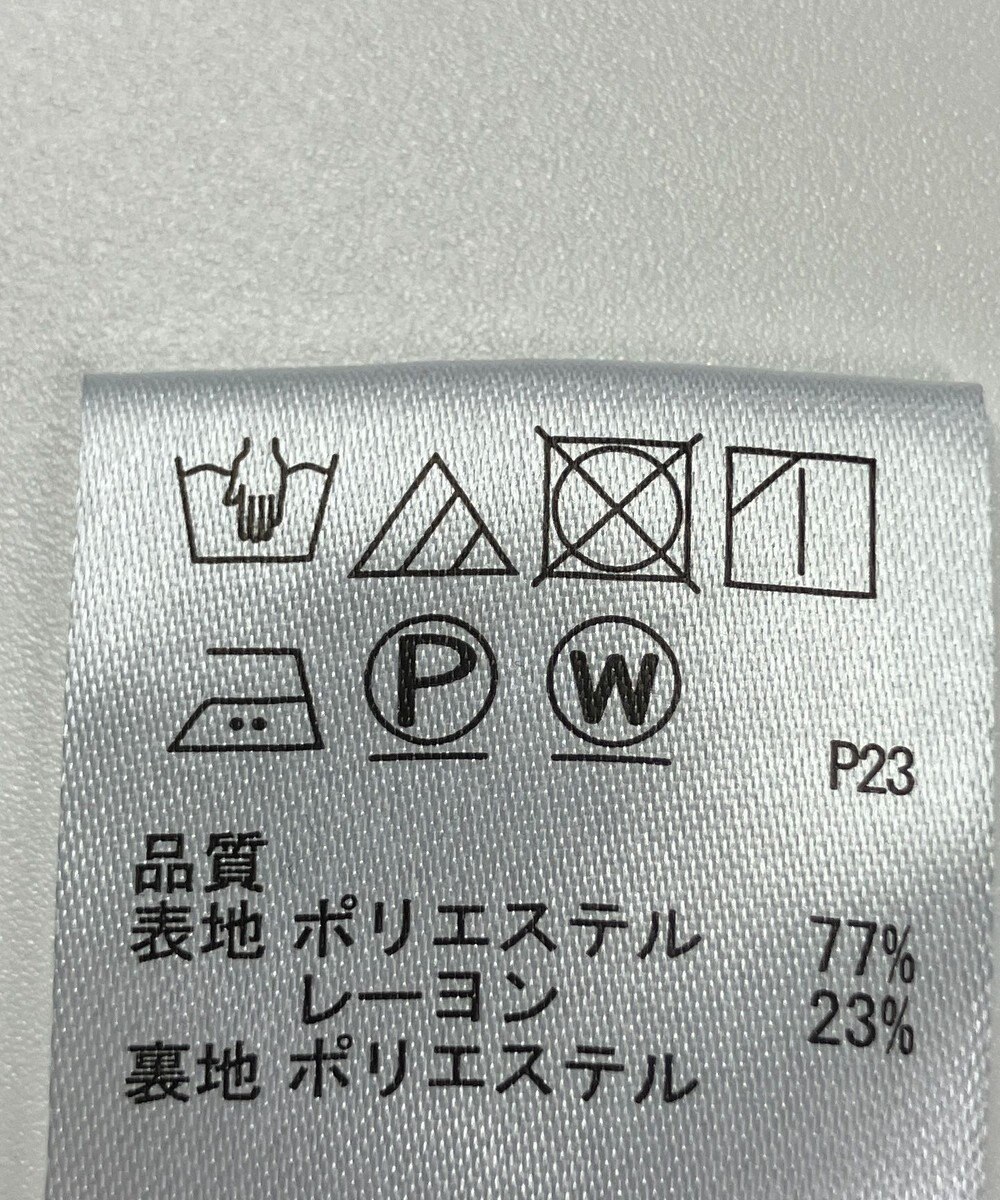 P W
P23
品質
表地 ポリエステル 77%
レーヨン 23%
裏地 ポリエステル